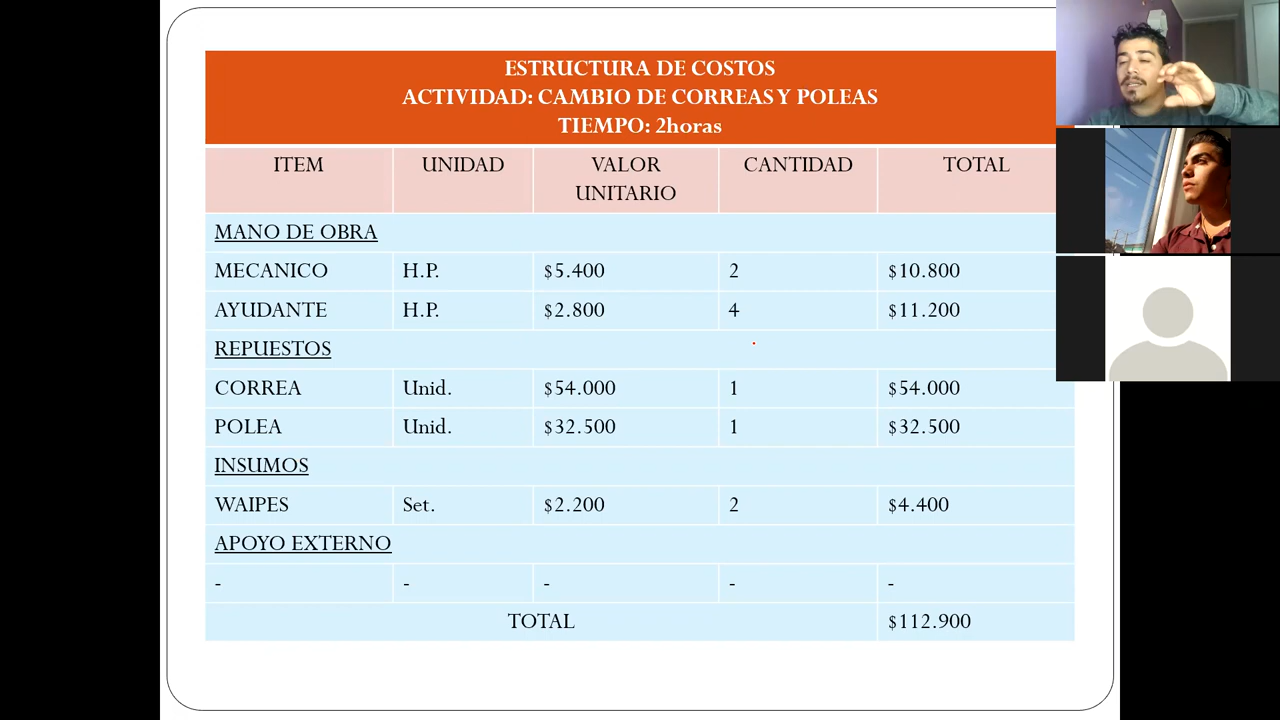 ESTRUCTURA DE COSTOS
ACTIVIDAD: CAMBIO DE CORREAS Y POLEAS
TIEMPO: 2horas
ITEM UNIDAD VALOR UNITARIO CANTIDAD TOTAL
MANO DE OBRA
MECANICO H.P. $5.400 2 $10.800
AYUDANTE H.P. $2.800 4 $11.200
REPUESTOS
CORREA Unid. $54.000 1 $54.000
POLEA Unid. $32.500 1 $32.500
INSUMOS
WAIPES Set. $2.200 2 $4.400
APOYO EXTERNO
- - - - -
TOTAL $112.900